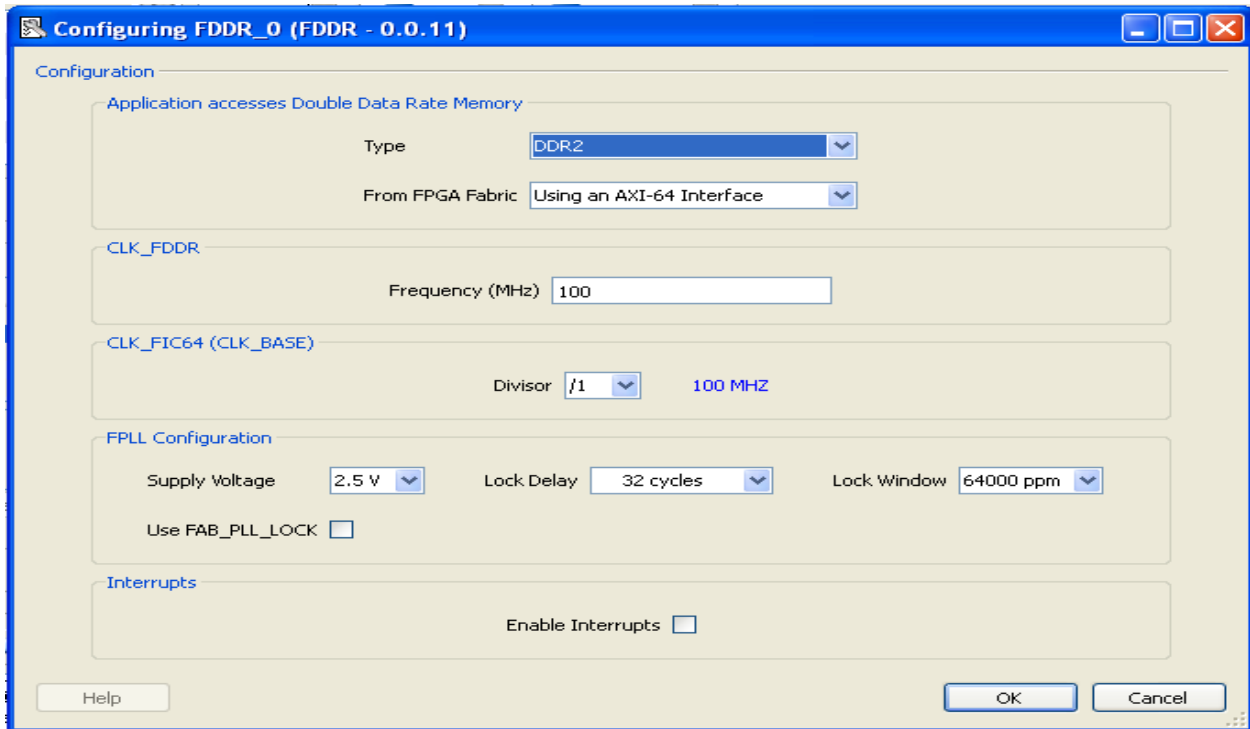 Configuring FDDR_0 (FDDR - 0.0.11)
Configuration
Application accesses Double Data Rate Memory
Type DDR2
From FPGA Fabric Using an AXI-64 Interface
CLK_FDDR
Frequency (MHz) 100
CLK_FIC64 (CLK_BASE)
Divisor /1 100 MHZ
FPLL Configuration
Supply Voltage 2.5 V Lock Delay 32 cycles Lock Window 64000 ppm
Use FAB_PLL_LOCK
Interrupts
Enable Interrupts
Help OK Cancel